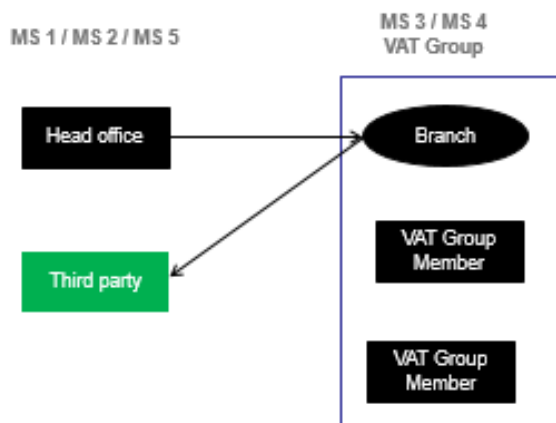 MS 1 / MS 2 / MS 5
MS 3 / MS 4
VAT Group
Head office
Branch
Third party
VAT Group
Member
VAT Group
Member